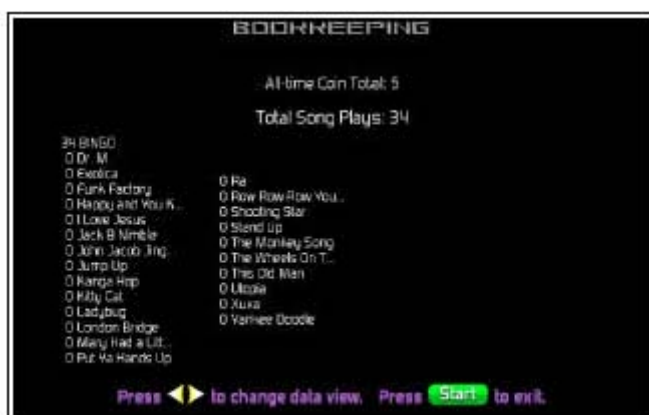 BOOKKEEPING
All-time Coin Total: 5
Total Song Plays: 34
34 BINGO
0 Dr. M
0 Exotica
0 Funk Factory
0 Happy and You K...
0 I Love Jesus
0 Jack B Nimble
0 John Jacob Jing...
0 Jump Up
0 Kanga Hop
0 Kitty Cat
0 Ladybug
0 London Bridge
0 Mary Had a Litt...
0 Put Ya Hands Up
0 Ra
0 Row Row Row You...
0 Shooting Star
0 Stand Up
0 The Monkey Song
0 The Wheels On T...
0 This Old Man
0 Utopia
0 Xuxa
0 Yankee Doodle
Press to change data view. Press Start to exit.